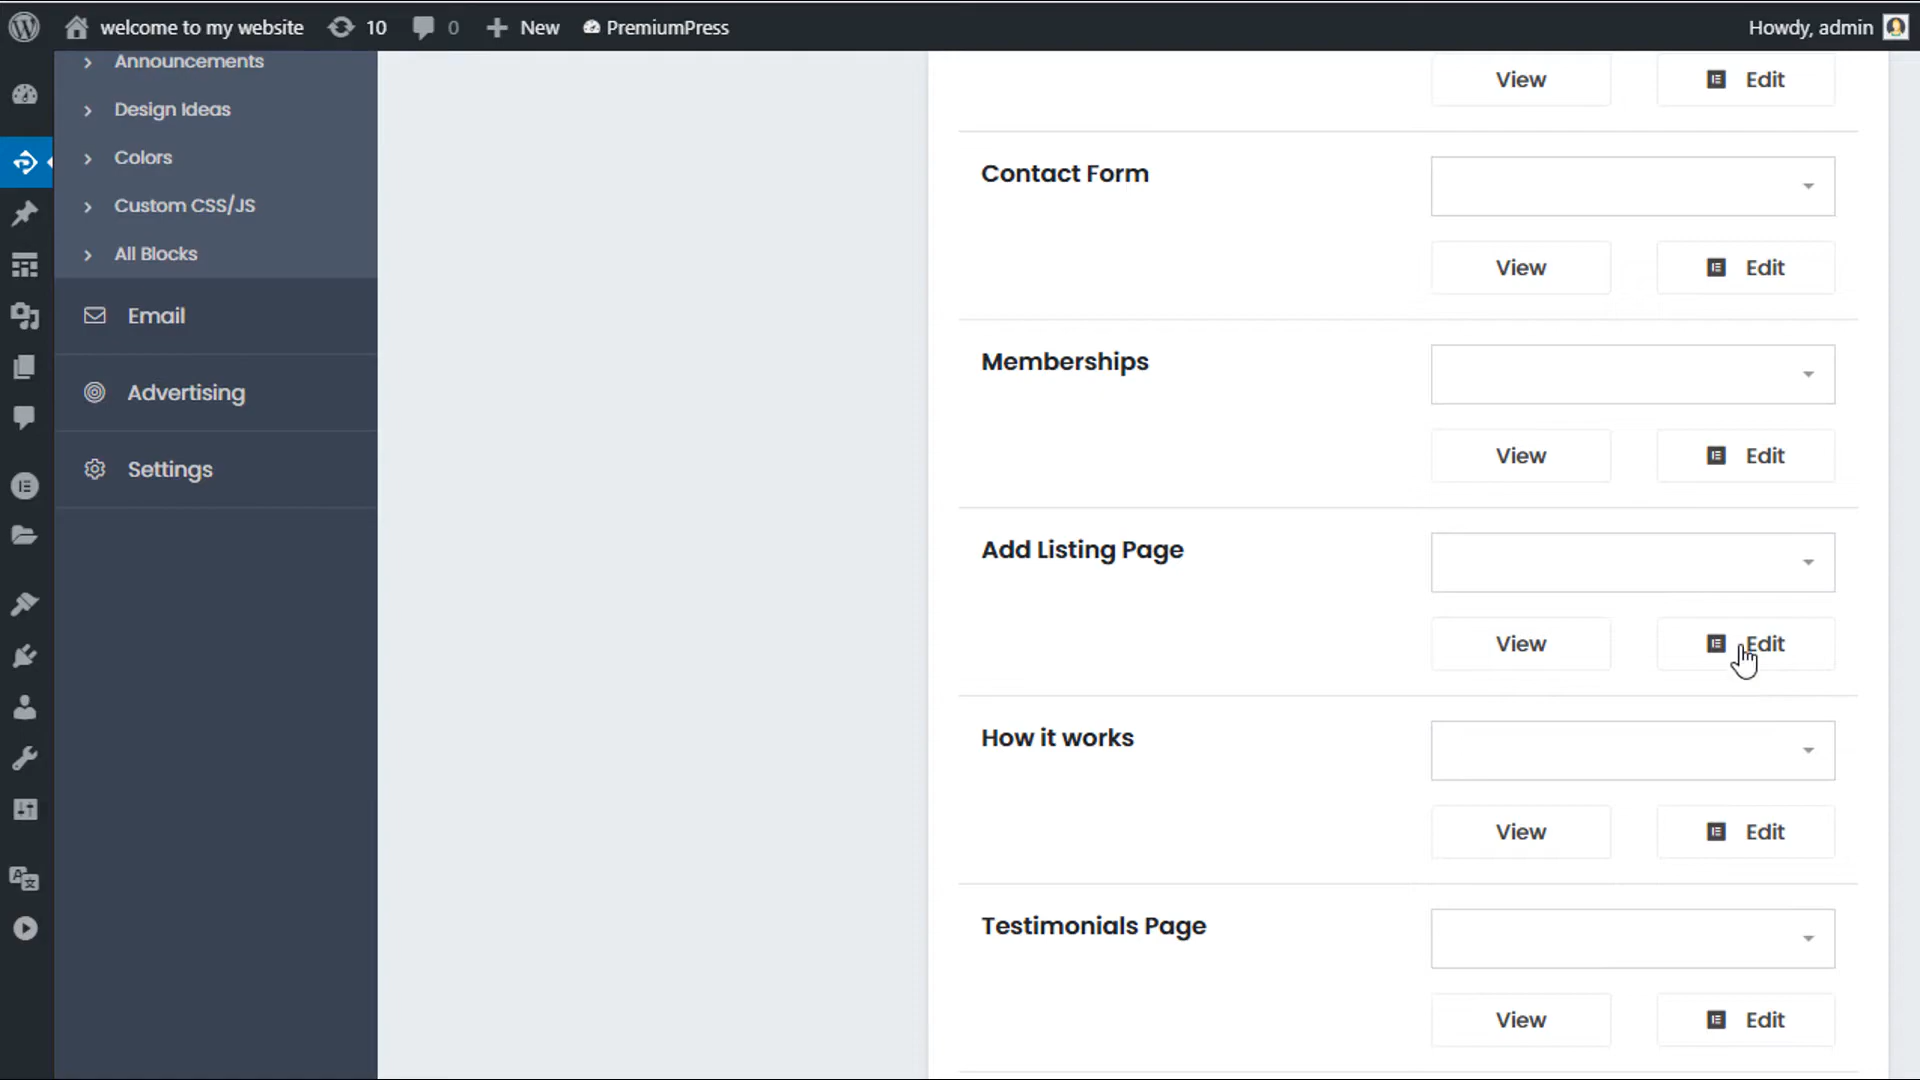 welcome to my website
10
0
New
PremiumPress
Howdy, admin
Announcements
Design Ideas
Colors
Custom CSS/JS
All Blocks
Email
Advertising
Settings
View
Edit
Contact Form
View
Edit
Memberships
View
Edit
Add Listing Page
View
Edit
How it works
View
Edit
Testimonials Page
View
Edit